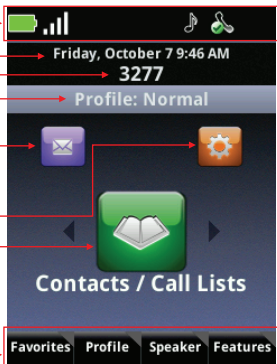 Friday, October 7 9:46 AM
3277
Profile: Normal
Contacts / Call Lists
Favorites Profile Speaker Features